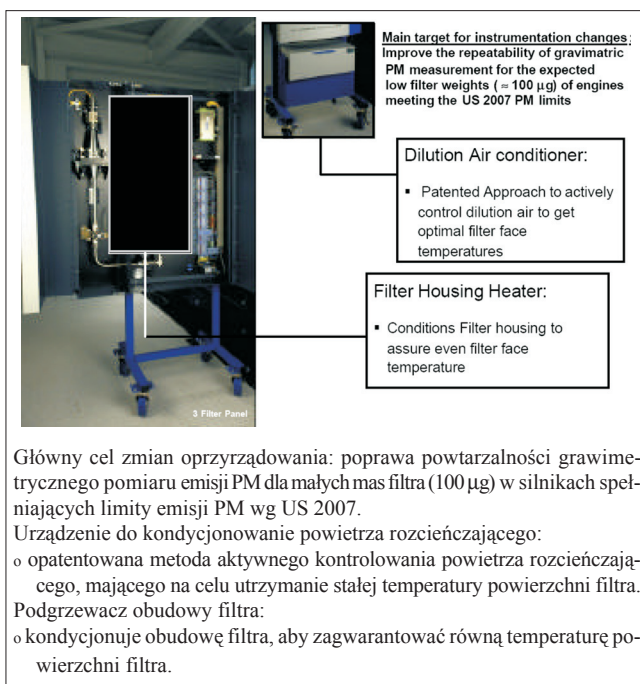 Main target for instrumentation changes:
Improve the repeatability of gravimatric
PM measurement for the expected
low filter weights (≈ 100 µg) of engines
meeting the US 2007 PM limits
Dilution Air conditioner:
▪ Patented Approach to actively
control dilution air to get
optimal filter face
temperatures
Filter Housing Heater:
▪ Conditions Filter housing to
assure even filter face
temperature
3 Filter Panel
Główny cel zmian oprzyrządowania: poprawa powtarzalności grawime-
trycznego pomiaru emisji PM dla małych mas filtra (100 µg) w silnikach speł-
niających limity emisji PM wg US 2007.
Urządzenie do kondycjonowanie powietrza rozcieńczającego:
o opatentowana metoda aktywnego kontrolowania powietrza rozcieńczają-
cego, mającego na celu utrzymanie stałej temperatury powierzchni filtra.
Podgrzewacz obudowy filtra:
o kondycjonuje obudowę filtra, aby zagwarantować równą temperaturę po-
wierzchni filtra.